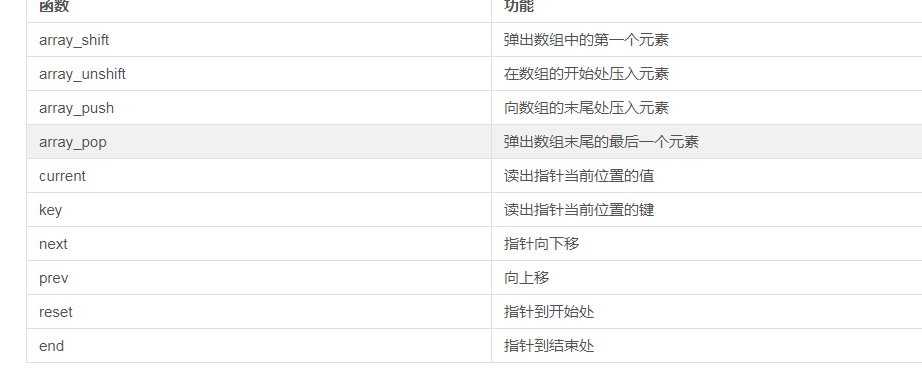 函数 功能
array_shift 弹出数组中的第一个元素
array_unshift 在数组的开始处压入元素
array_push 向数组的末尾处压入元素
array_pop 弹出数组末尾的最后一个元素
current 读出指针当前位置的值
key 读出指针当前位置的键
next 指针向下移
prev 向上移
reset 指针到开始处
end 指针到结束处